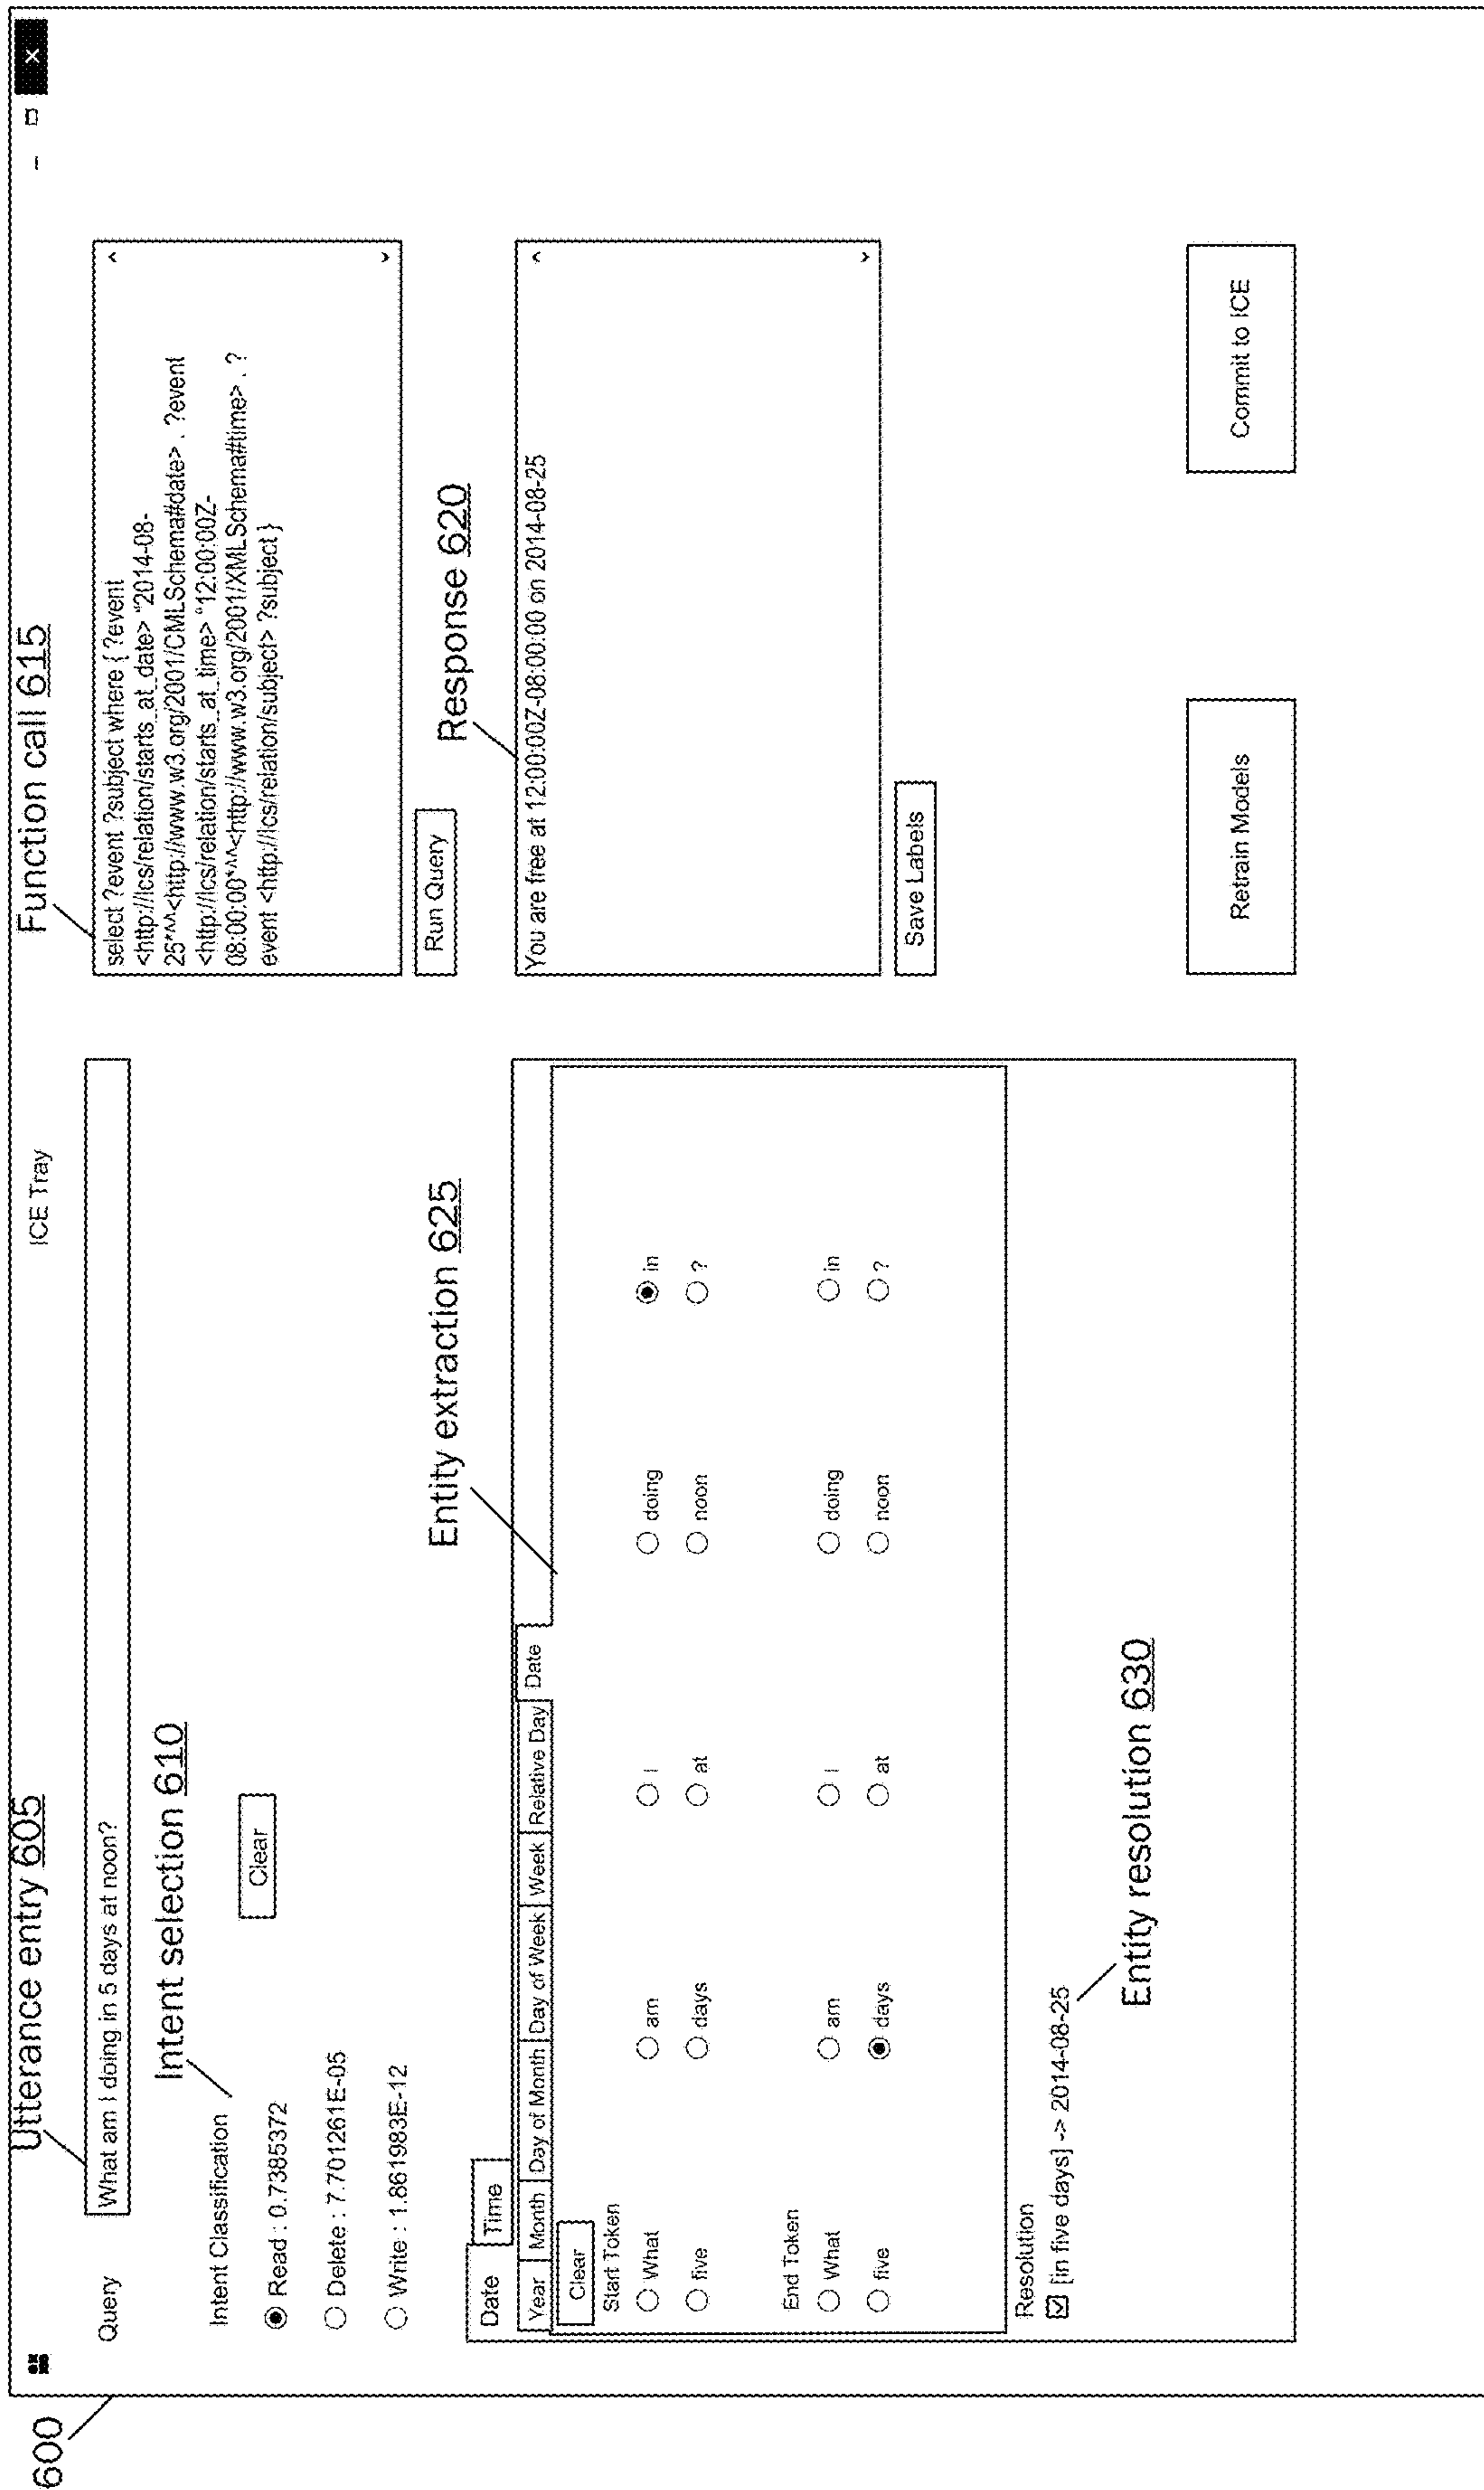 600
Utterance entry 605
ICE Tray
Function call 615
Query
What am I doing in 5 days at noon?
Intent selection 610
Intent Classification
Clear
Read : 0.7385372
Delete : 7.701261E-05
Write : 1.861983E-12
select ?event ?subject where { ?event
<http://lcs/relation/starts_at_date> "2014-08-
25"^^<http://www.w3.org/2001/CMLSchema#date> . ?event
<http://lcs/relation/starts_at_time> "12:00:00Z-
08:00:00"^^<http://www.w3.org/2001/XMLSchema#time> . ?
event <http://lcs/relation/subject> ?subject }
Run Query
Response 620
You are free at 12:00:00Z-08:00:00 on 2014-08-25
Save Labels
Entity extraction 625
Date Time
Year Month Day of Month Day of Week Week Relative Day Date
Clear
Start Token
What am I doing in
five days at noon ?
End Token
What am I doing in
five days at noon ?
Resolution
[in five days] -> 2014-08-25
Entity resolution 630
Retrain Models
Commit to ICE